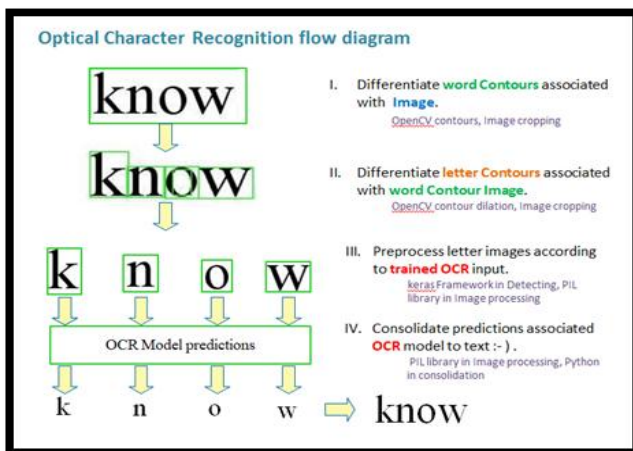 Optical Character Recognition flow diagram
know
know
k n o w
OCR Model predictions
k n o w know
I. Differentiate word Contours associated
with Image.
OpenCV contours, Image cropping
II. Differentiate letter Contours associated
with word Contour Image.
OpenCV contour dilation, Image cropping
III. Preprocess letter images according
to trained OCR input.
keras Framework in Detecting, PIL
library in Image processing
IV. Consolidate predictions associated
OCR model to text :- ) .
PIL library in Image processing, Python
in consolidation